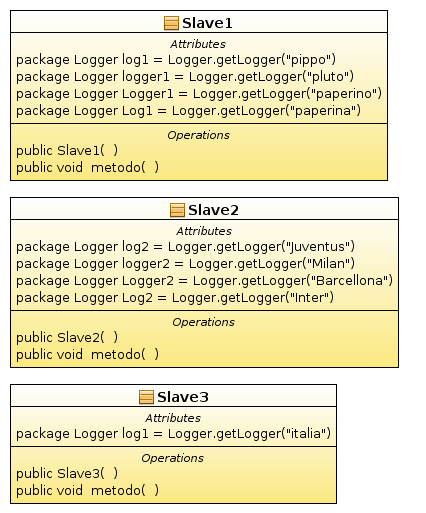 Slave1
Attributes
package Logger log1 = Logger.getLogger("pippo")
package Logger logger1 = Logger.getLogger("pluto")
package Logger Logger1 = Logger.getLogger("paperino")
package Logger Log1 = Logger.getLogger("paperina")
Operations
public Slave1(  )
public void  metodo(  )
Slave2
Attributes
package Logger log2 = Logger.getLogger("Juventus")
package Logger logger2 = Logger.getLogger("Milan")
package Logger Logger2 = Logger.getLogger("Barcellona")
package Logger Log2 = Logger.getLogger("Inter")
Operations
public Slave2(  )
public void  metodo(  )
Slave3
Attributes
package Logger log1 = Logger.getLogger("italia")
Operations
public Slave3(  )
public void  metodo(  )